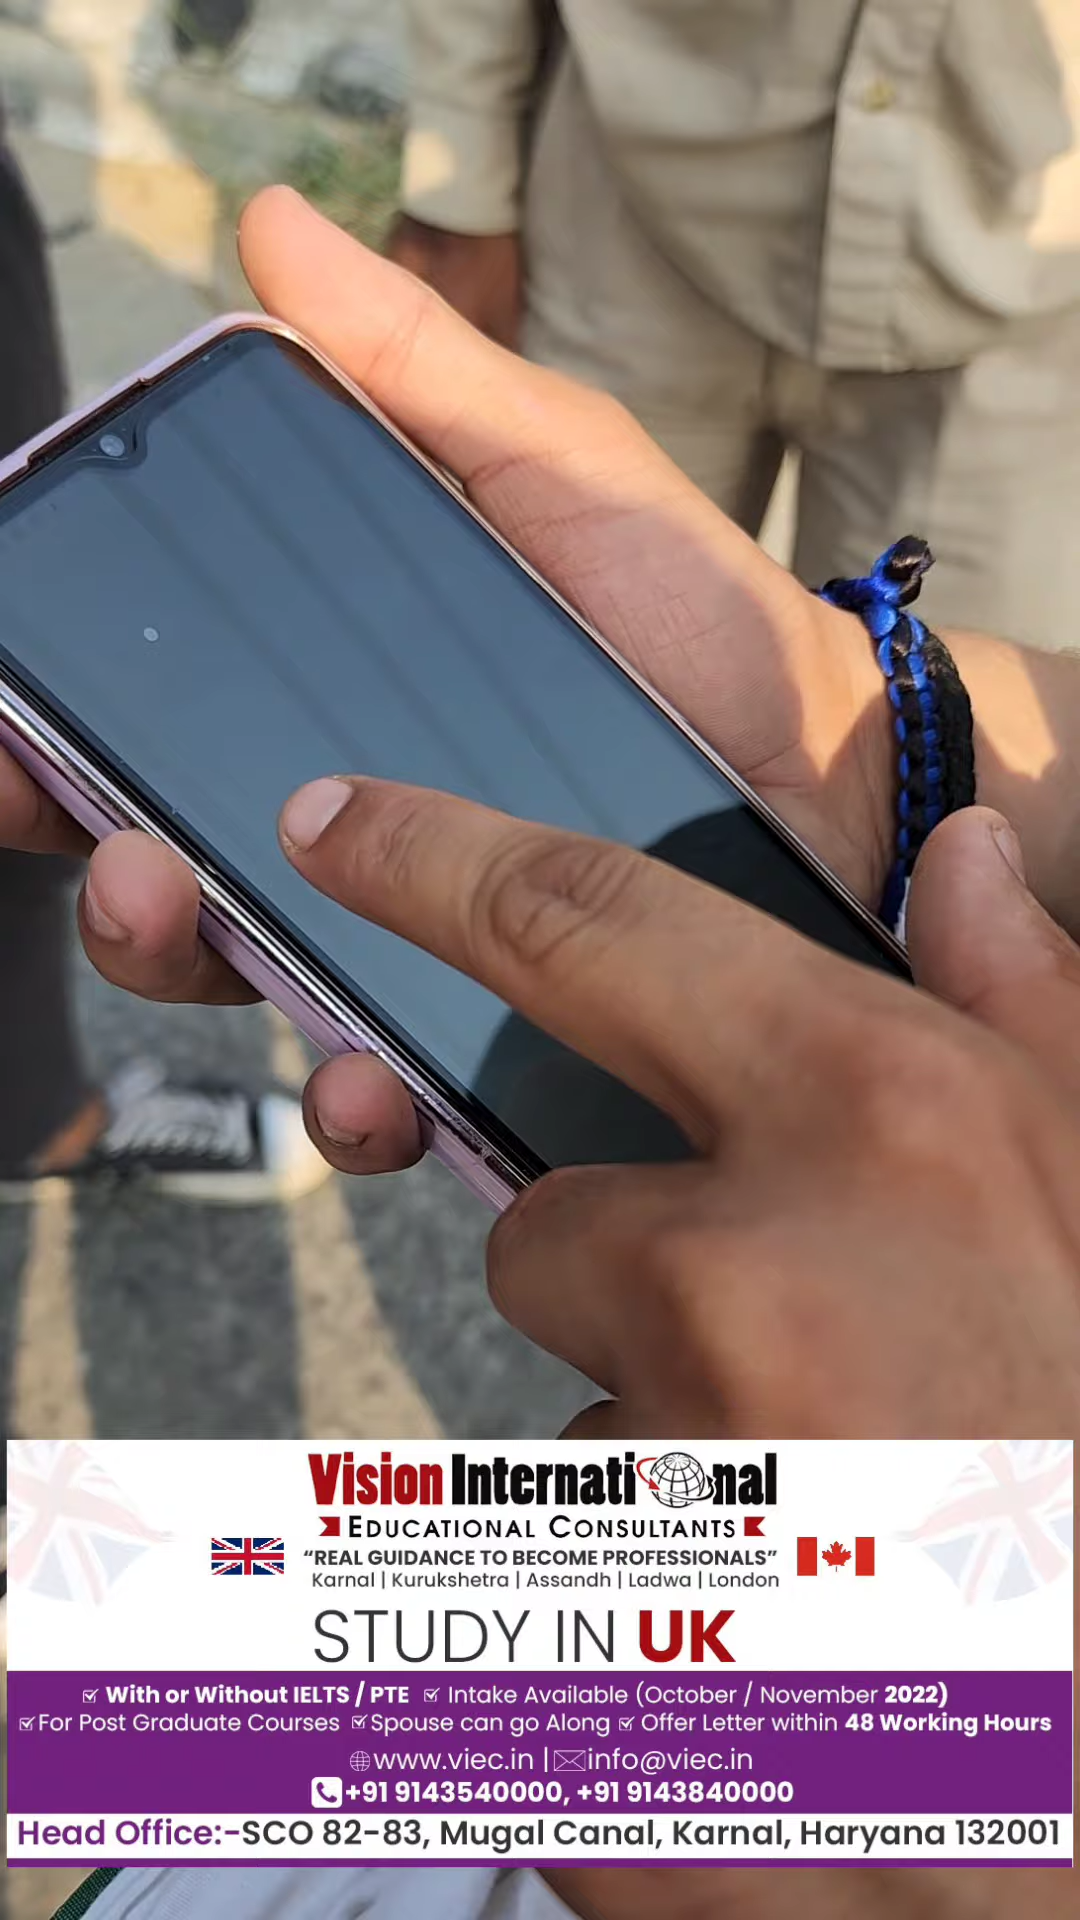 Vision International
EDUCATIONAL CONSULTANTS
“REAL GUIDANCE TO BECOME PROFESSIONALS”
Karnal | Kurukshetra | Assandh | Ladwa | London
STUDY IN UK
With or Without IELTS / PTE Intake Available (October / November 2022)
For Post Graduate Courses Spouse can go Along Offer Letter within 48 Working Hours
www.viec.in | info@viec.in
+91 9143540000, +91 9143840000
Head Office:-SCO 82-83, Mugal Canal, Karnal, Haryana 132001